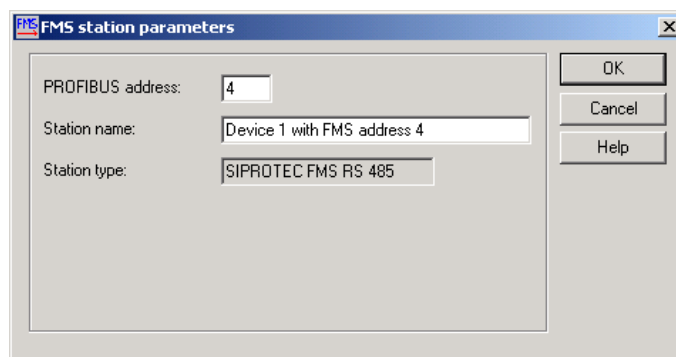 FMS FMS station parameters
PROFIBUS address: 4
Station name: Device 1 with FMS address 4
Station type: SIPROTEC FMS RS 485
OK
Cancel
Help